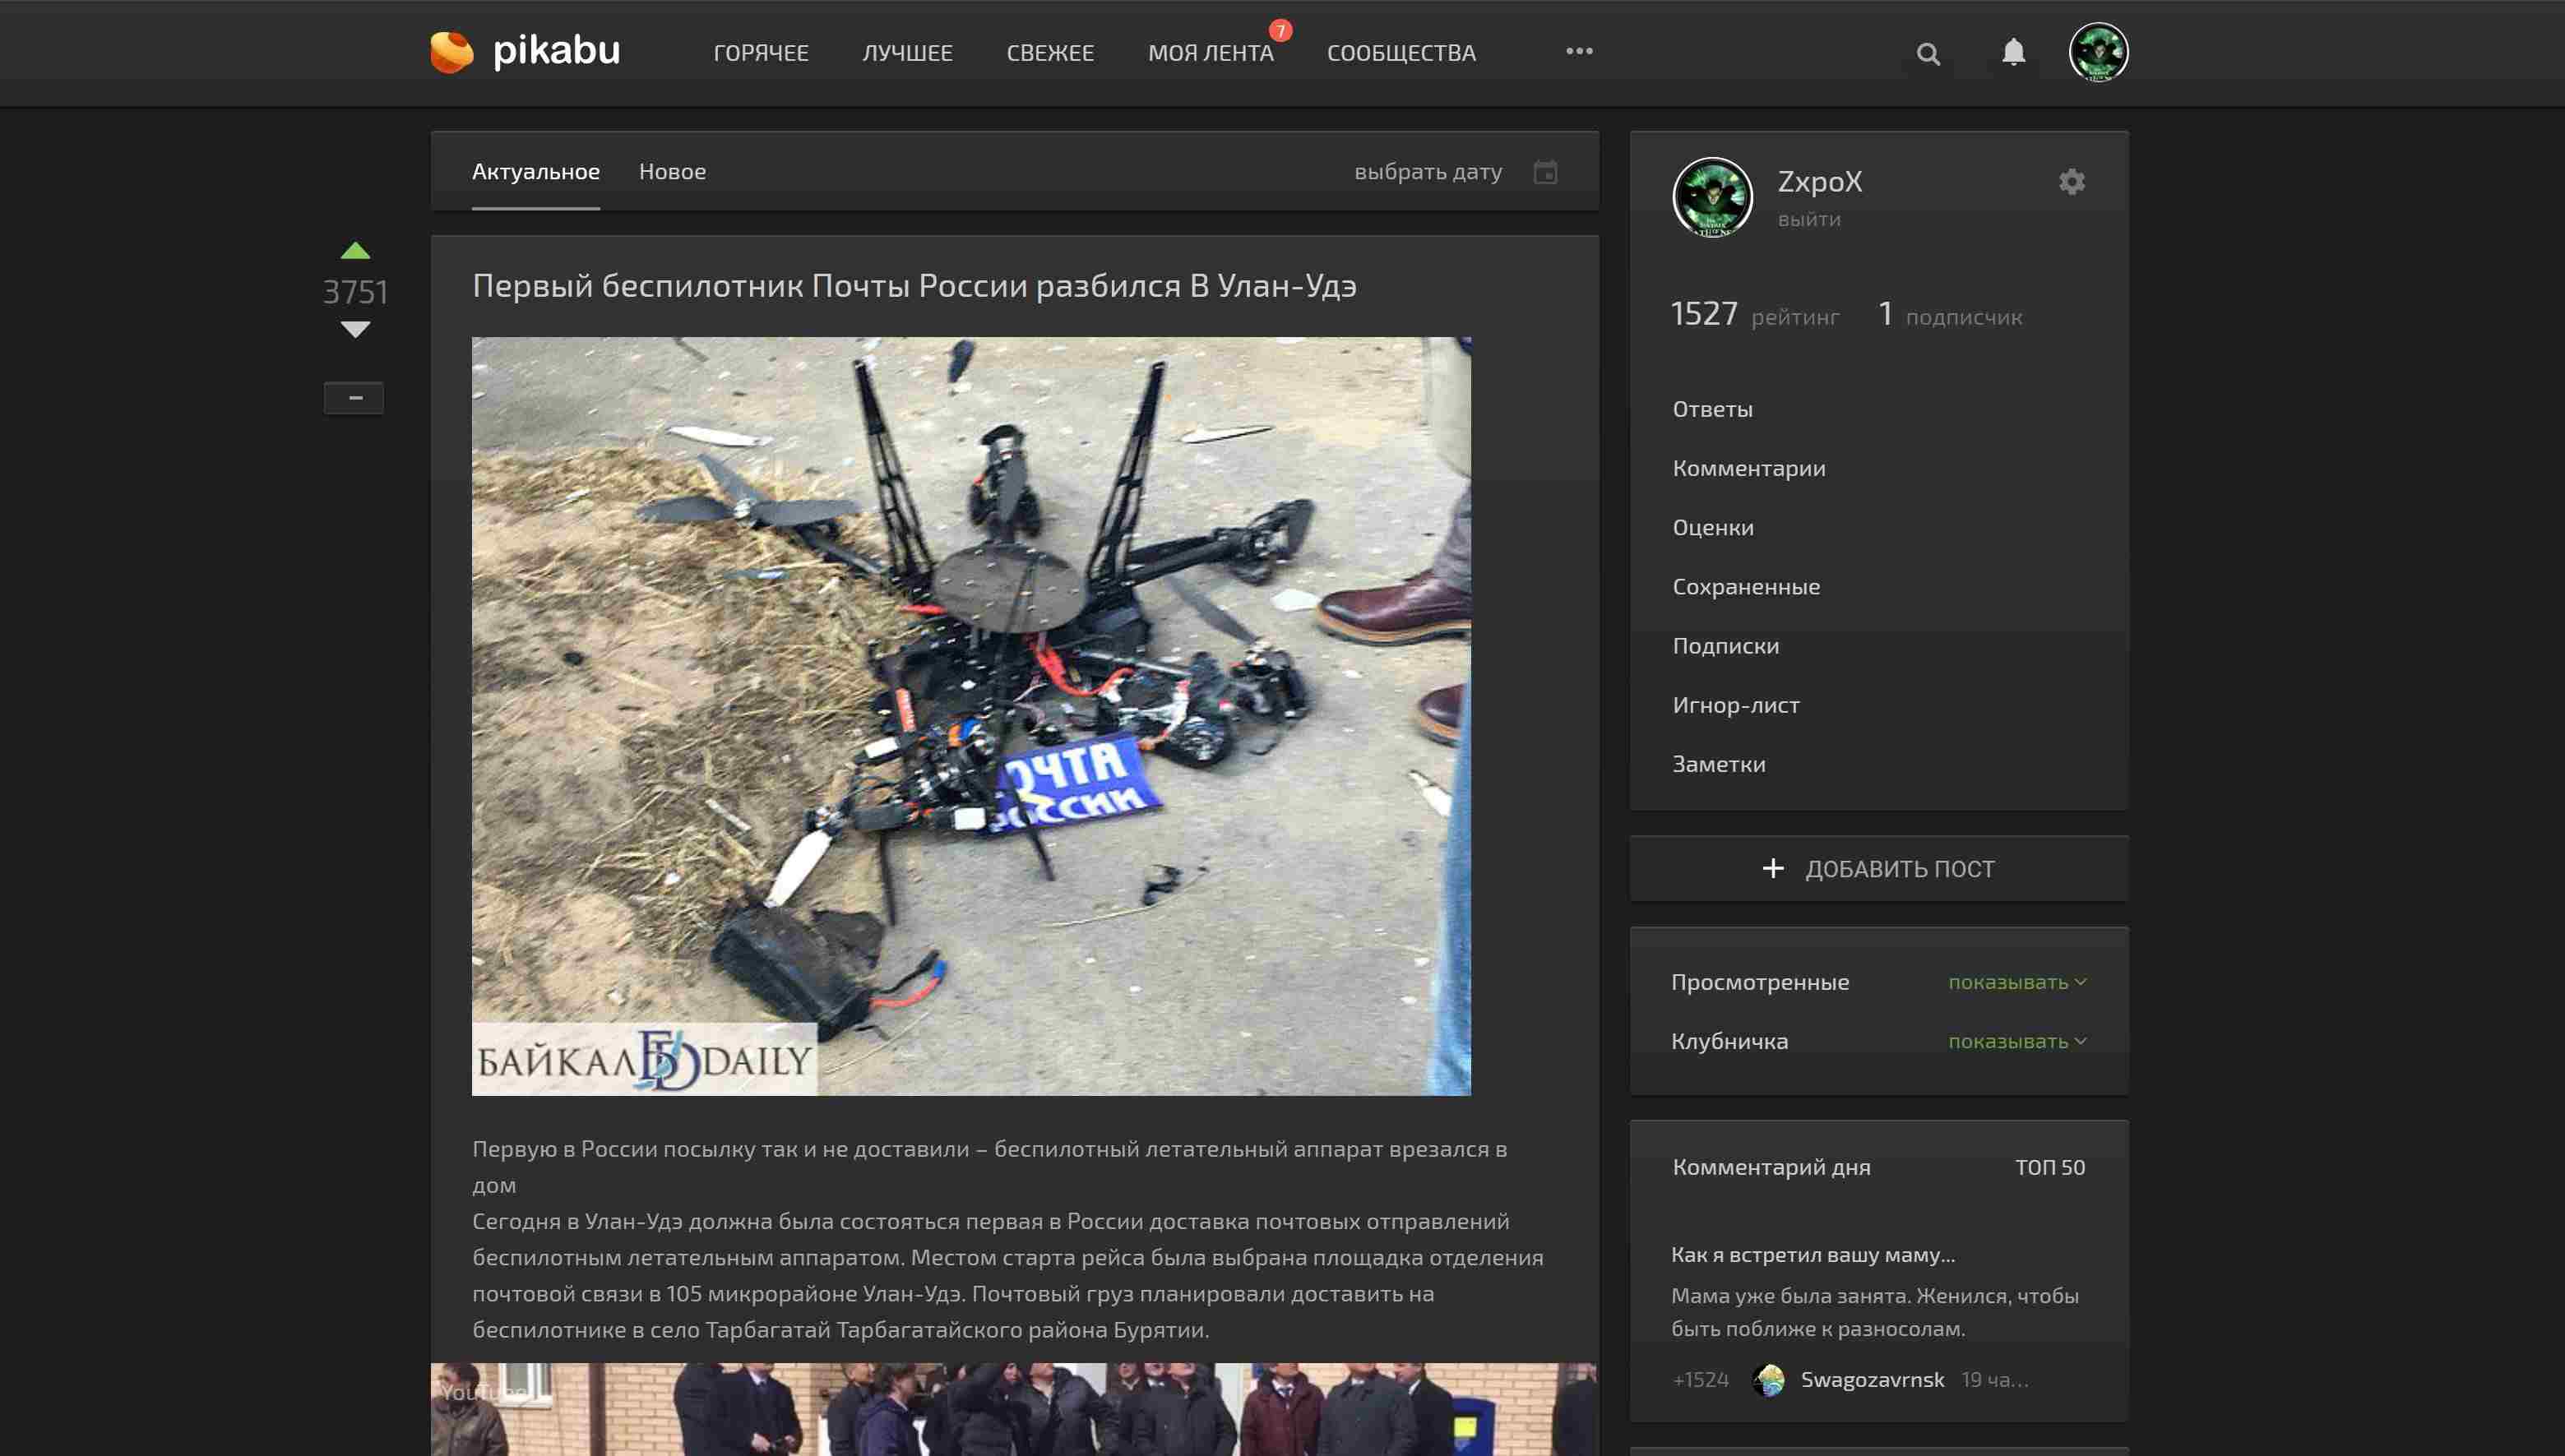 pikabu
ГОРЯЧЕЕ
ЛУЧШЕЕ
СВЕЖЕЕ
МОЯ ЛЕНТА
7
СООБЩЕСТВА
Актуальное
Новое
выбрать дату
3751
Первый беспилотник Почты России разбился В Улан-Удэ
ОЧТА
ОССИИ
БАЙКАЛ БD DAILY
Первую в России посылку так и не доставили – беспилотный летательный аппарат врезался в
дом
Сегодня в Улан-Удэ должна была состояться первая в России доставка почтовых отправлений
беспилотным летательным аппаратом. Местом старта рейса была выбрана площадка отделения
почтовой связи в 105 микрорайоне Улан-Удэ. Почтовый груз планировали доставить на
беспилотнике в село Тарбагатай Тарбагатайского района Бурятии.
YouTube
ZxpoX
выйти
1527 рейтинг
1 подписчик
Ответы
Комментарии
Оценки
Сохраненные
Подписки
Игнор-лист
Заметки
ДОБАВИТЬ ПОСТ
Просмотренные
показывать
Клубничка
показывать
Комментарий дня
ТОП 50
Как я встретил вашу маму...
Мама уже была занята. Женился, чтобы
быть поближе к разносолам.
+1524
Swagozavrnsk
19 ча...